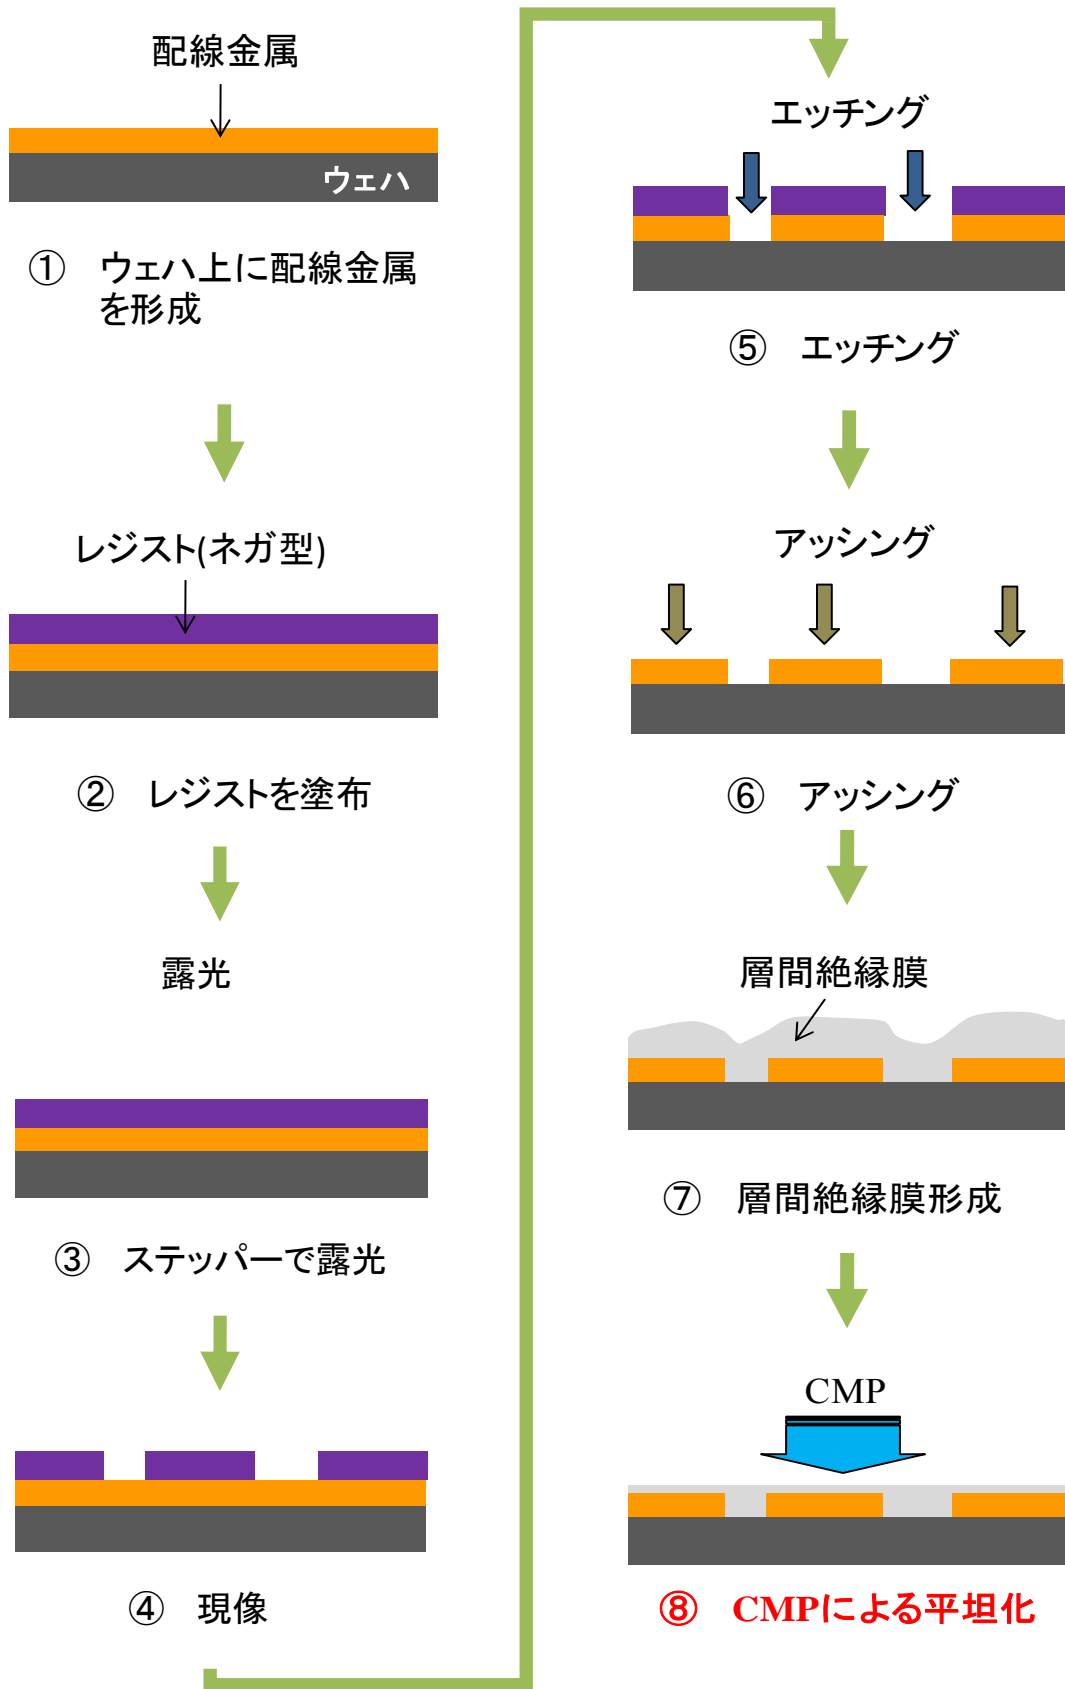 配線金属
ウェハ
① ウェハ上に配線金属
を形成
レジスト(ネガ型)
② レジストを塗布
露光
③ ステッパーで露光
④ 現像
エッチング
⑤ エッチング
アッシング
⑥ アッシング
層間絶縁膜
⑦ 層間絶縁膜形成
CMP
⑧ CMPによる平坦化